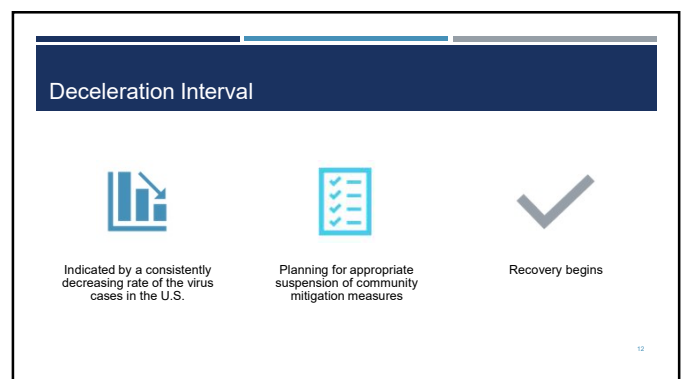 Deceleration Interval
Indicated by a consistently
decreasing rate of the virus
cases in the U.S.
Planning for appropriate
suspension of community
mitigation measures
Recovery begins
12